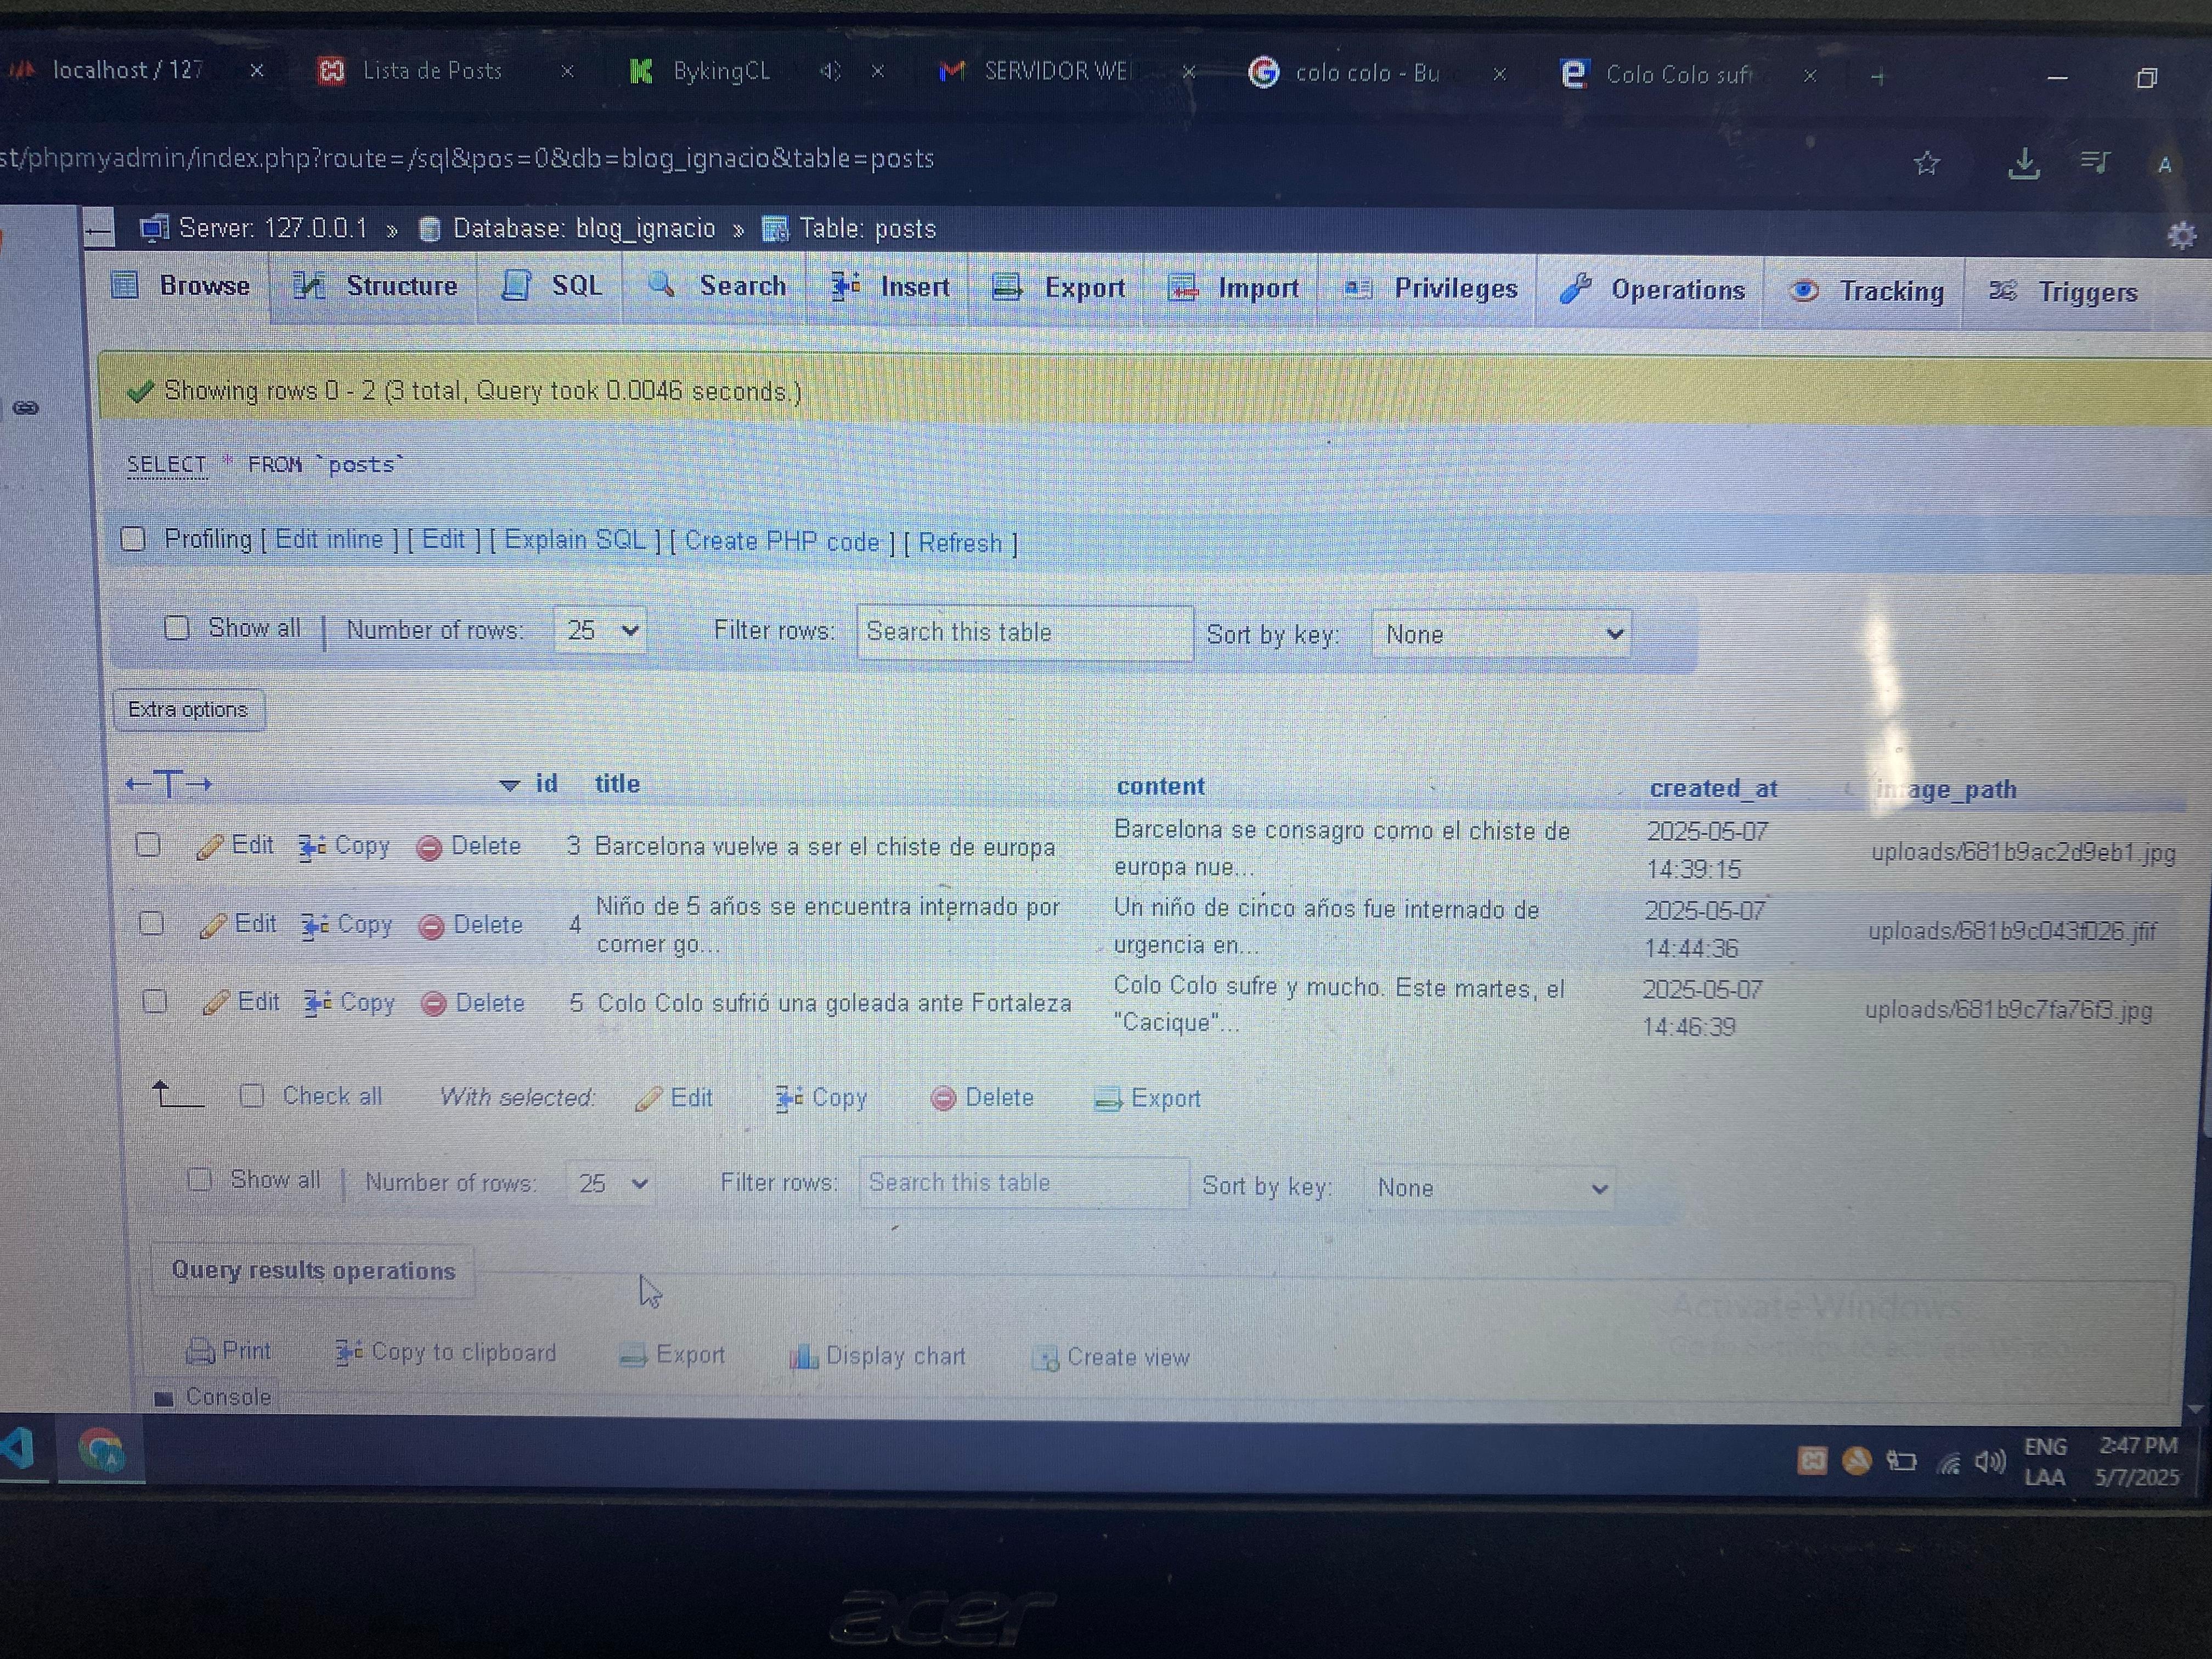 localhost / 127
Lista de Posts
BykingCL
SERVIDOR WE
colo colo - Bu
Colo Colo sufr
st/phpmyadmin/index.php?route=/sql&pos=0&db=blog_ignacio&table=posts
A
Server: 127.0.0.1 » Database: blog_ignacio » Table: posts
Browse Structure SQL Search Insert Export Import Privileges Operations Tracking Triggers
Showing rows 0 - 2 (3 total, Query took 0.0046 seconds.)
SELECT * FROM `posts`
Profiling [ Edit inline ] [ Edit ] [ Explain SQL ] [ Create PHP code ] [ Refresh ]
Show all | Number of rows: 25 Filter rows: Search this table Sort by key: None
Extra options
←T→ id title content created_at image_path
Edit Copy Delete 3 Barcelona vuelve a ser el chiste de europa
Barcelona se consagro como el chiste de
europa nue...
2025-05-07
14:39:15
uploads/681b9ac2d9eb1.jpg
Edit Copy Delete 4
Niño de 5 años se encuentra internado por
comer go...
Un niño de cinco años fue internado de
urgencia en...
2025-05-07
14:44:36
uploads/681b9c043f026.jfif
Edit Copy Delete 5 Colo Colo sufrió una goleada ante Fortaleza
Colo Colo sufre y mucho. Este martes, el
"Cacique"...
2025-05-07
14:46:39
uploads/681b9c7fa76f3.jpg
Check all With selected: Edit Copy Delete Export
Show all | Number of rows: 25 Filter rows: Search this table Sort by key: None
Query results operations
Activate Windows
Print Copy to clipboard Export Display chart Create view
Console
ENG
LAA
2:47 PM
5/7/2025
acer